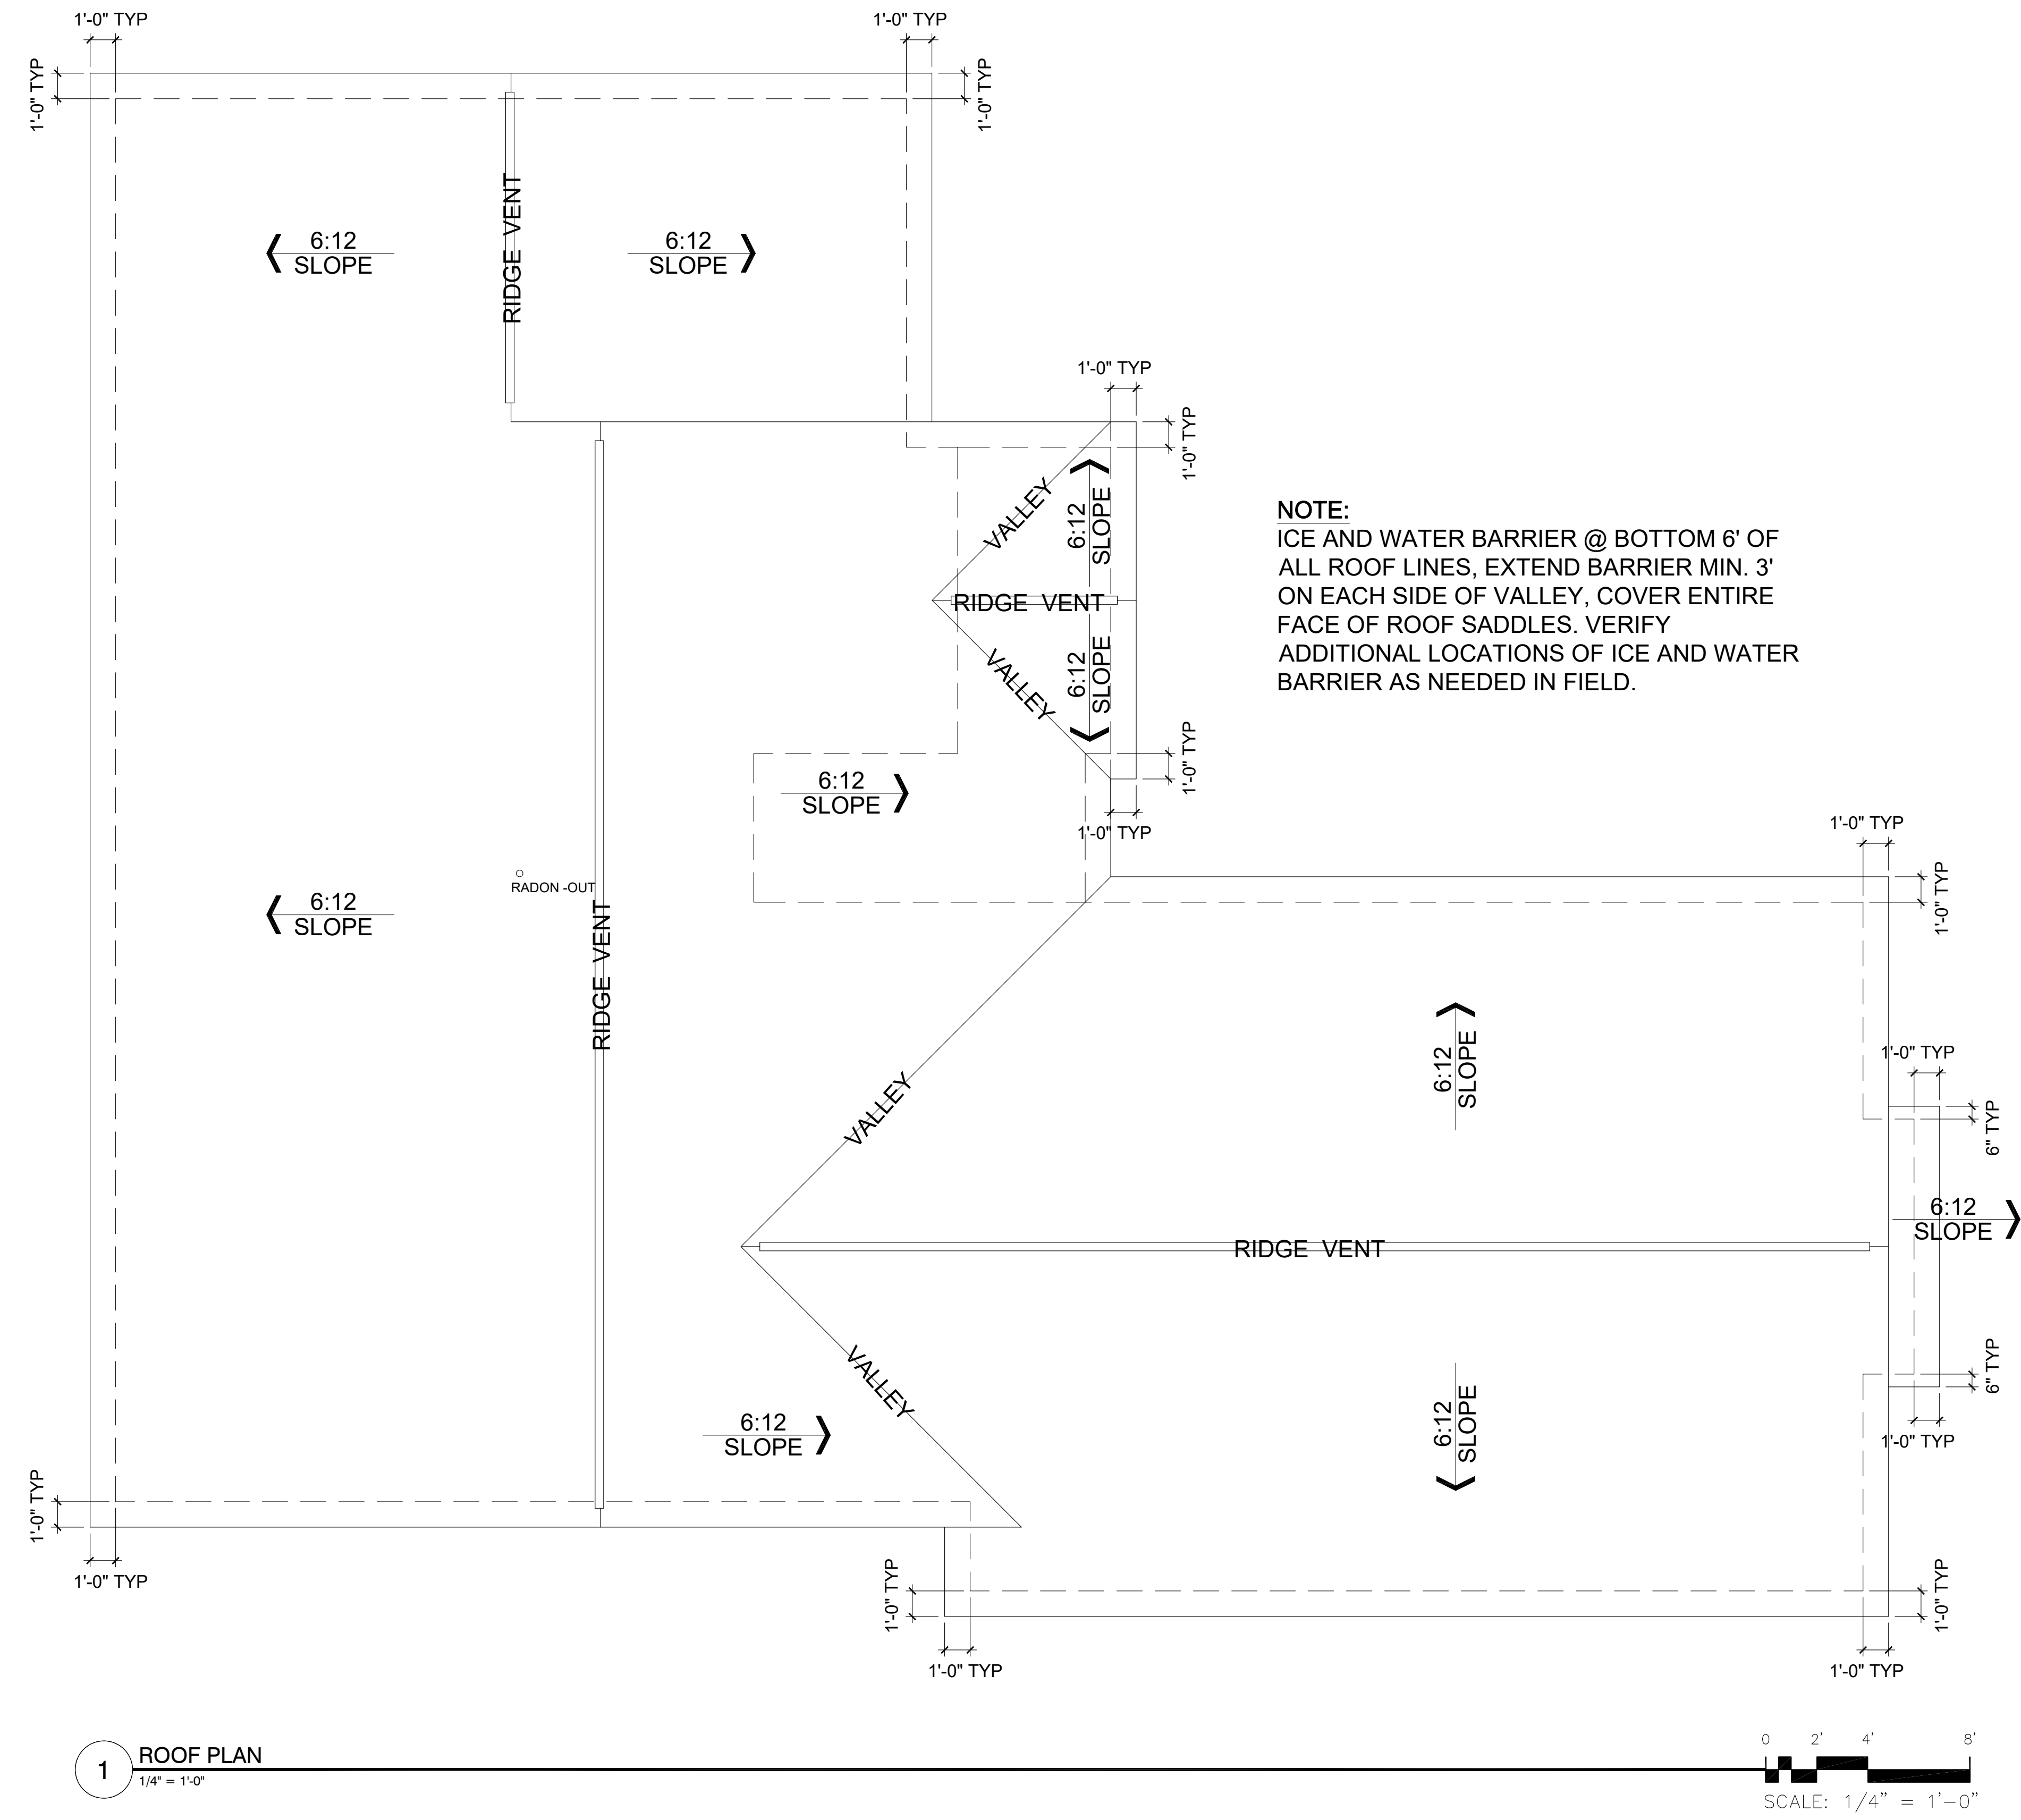 1'-0" TYP
1'-0" TYP
1'-0" TYP
1'-0" TYP
RIDGE VENT
6:12
SLOPE
6:12
SLOPE
1'-0" TYP
1'-0" TYP
VALLEY
6:12
SLOPE
RIDGE VENT
VALLEY
6:12
SLOPE
NOTE:
ICE AND WATER BARRIER @ BOTTOM 6' OF
ALL ROOF LINES, EXTEND BARRIER MIN. 3'
ON EACH SIDE OF VALLEY, COVER ENTIRE
FACE OF ROOF SADDLES. VERIFY
ADDITIONAL LOCATIONS OF ICE AND WATER
BARRIER AS NEEDED IN FIELD.
1'-0" TYP
6:12
SLOPE
1'-0" TYP
1'-0" TYP
1'-0" TYP
RADON -OUT
6:12
SLOPE
RIDGE VENT
VALLEY
6:12
SLOPE
1'-0" TYP
6" TYP
6:12
SLOPE
RIDGE VENT
VALLEY
6:12
SLOPE
6" TYP
1'-0" TYP
6:12
SLOPE
1'-0" TYP
1'-0" TYP
1'-0" TYP
1'-0" TYP
1'-0" TYP
1'-0" TYP
1
ROOF PLAN
1/4" = 1'-0"
0 2' 4' 8'
SCALE: 1/4" = 1'-0"